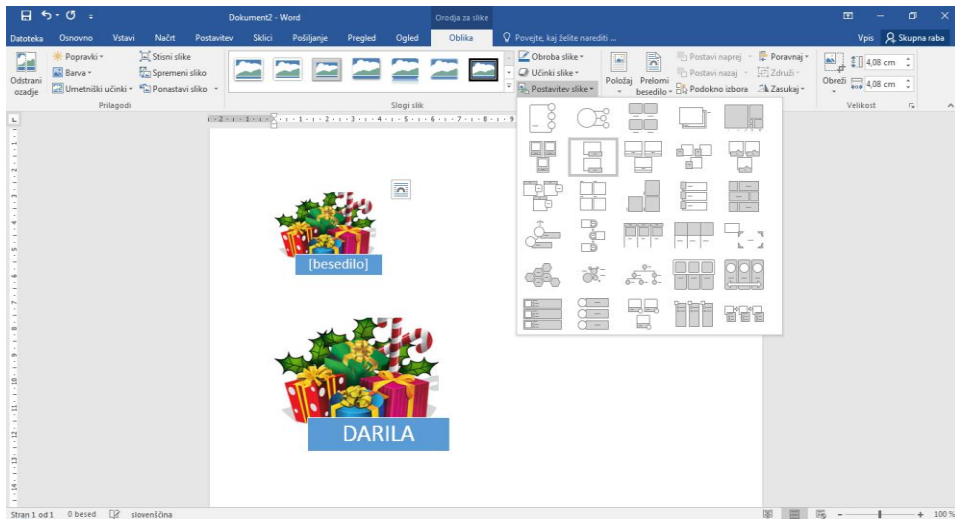 Dokument2 - Word
Orodja za slike
Datoteka Osnovno Vstavi Načrt Postavitev Sklici Pošiljanje Pregled Ogled Oblika Povejte, kaj želite narediti ... Vpis Skupna raba
Odstrani ozadje
Popravki
Barva
Umetniški učinki
Stisni slike
Spremeni sliko
Ponastavi sliko
Prilagodi
Slogi slik
Obroba slike
Učinki slike
Postavitev slike
Položaj
Prelomi besedilo
Postavi naprej
Postavi nazaj
Podokno izbora
Poravnaj
Združi
Zasukaj
Obreži
4,08 cm
4,08 cm
Velikost
[besedilo]
DARILA
Stran 1 od 1 0 besed slovenščina 100 %